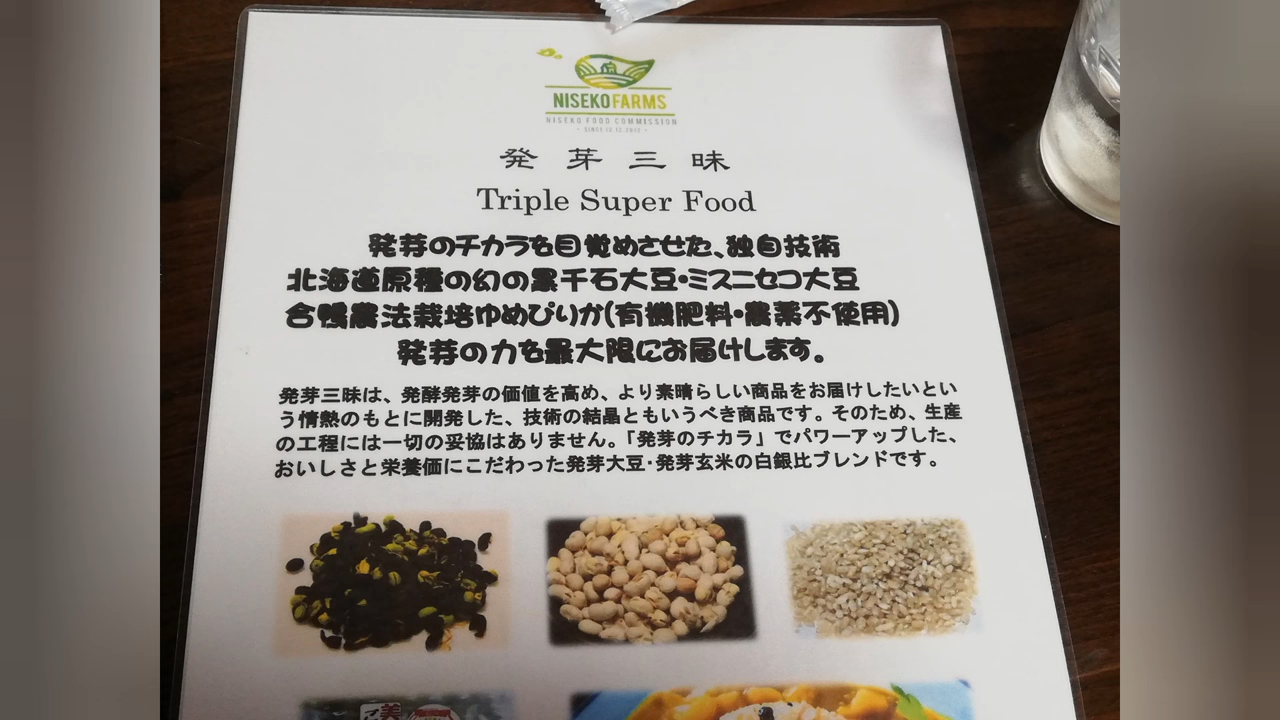 NISEKO FARMS
NISEKO FOOD COMMISSION
SINCE 12.12.2012
発芽三昧
Triple Super Food
発芽のチカラを目覚めさせた、独自技術
北海道原種の幻の黒千石大豆・ミスニセコ大豆
合鴨農法栽培ゆめぴりか(有機肥料・農薬不使用)
発芽の力を最大限にお届けします。
発芽三昧は、発酵発芽の価値を高め、より素晴らしい商品をお届けしたいとい
う情熱のもとに開発した、技術の結晶ともいうべき商品です。そのため、生産
の工程には一切の妥協はありません。「発芽のチカラ」でパワーアップした、
おいしさと栄養価にこだわった発芽大豆・発芽玄米の白銀比ブレンドです。
美